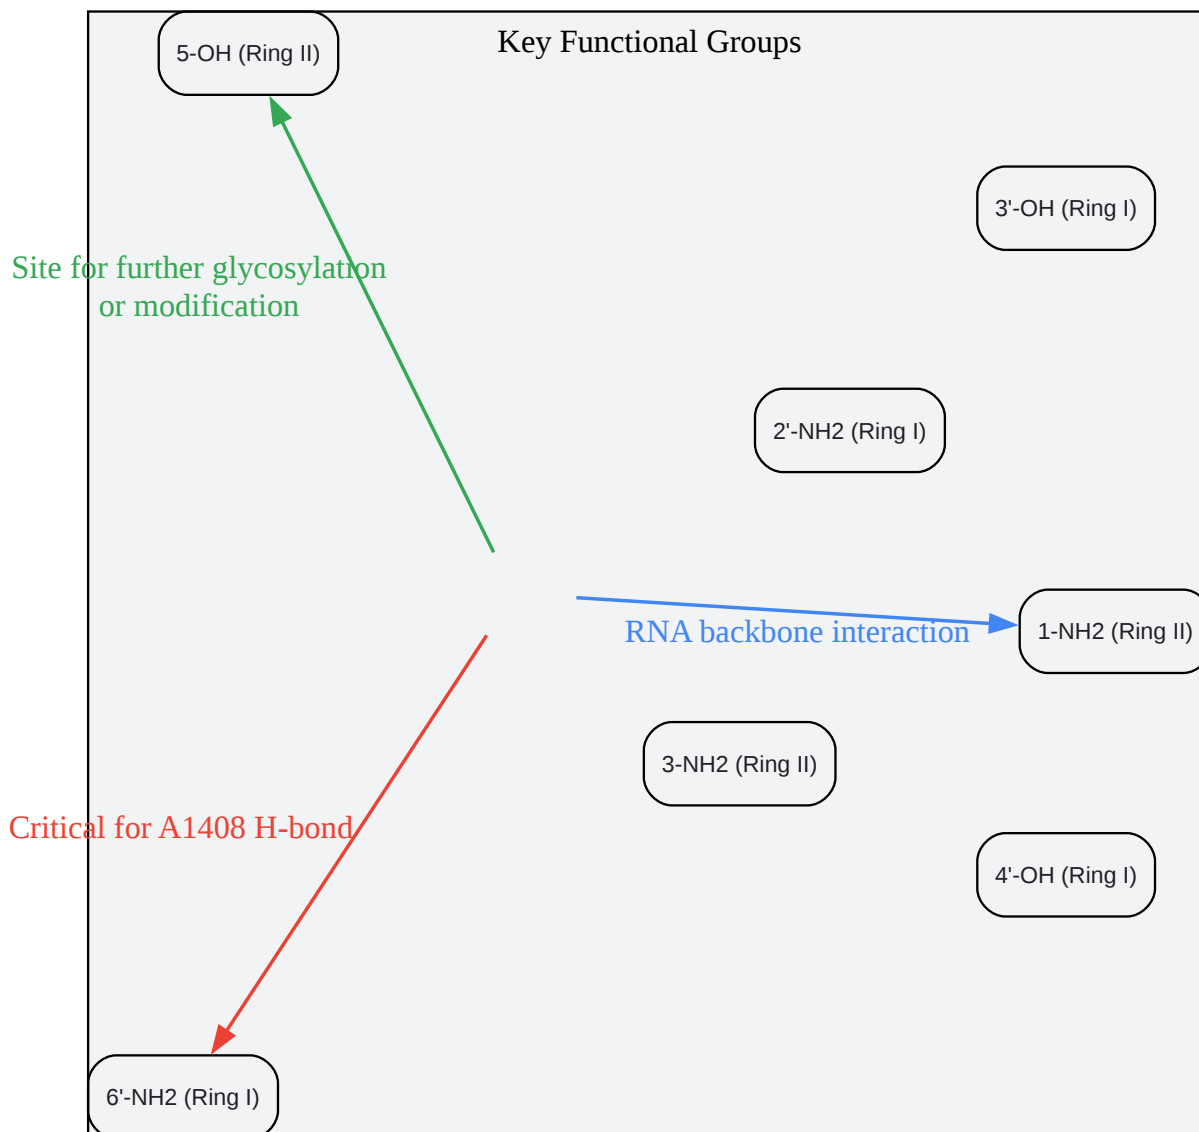 Key Functional Groups
5-OH (Ring II)
3'-OH (Ring I)
Site for further glycosylation
or modification
2'-NH2 (Ring I)
RNA backbone interaction
1-NH2 (Ring II)
3-NH2 (Ring II)
Critical for A1408 H-bond
4'-OH (Ring I)
6'-NH2 (Ring I)